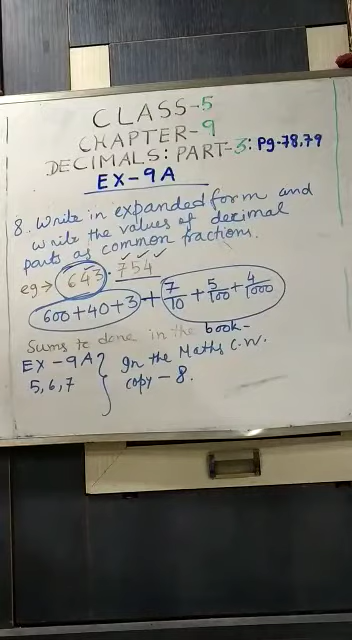 CLASS-5
CHAPTER-9
DECIMALS: PART-3: Pg-78,79
EX-9A
8. Write in expanded form and
write the values of decimal
parts as common fractions.
eg→ 643.754
600+40+3+7/10+5/100+4/1000
Sums to done in the book-
EX-9A } In the Maths C.W.
5,6,7 copy-8.